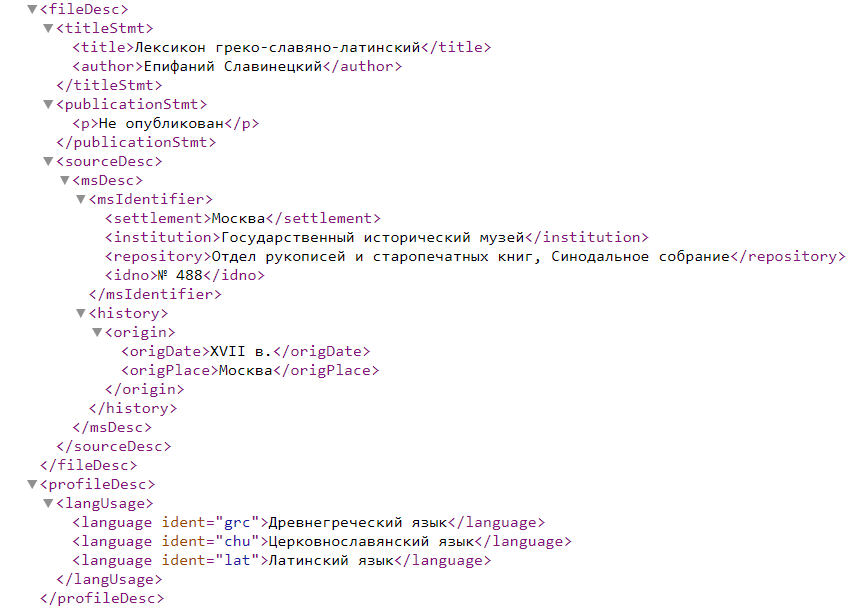 <fileDesc>
<titleStmt>
<title>Лексикон греко-славяно-латинский</title>
<author>Епифаний Славинецкий</author>
</titleStmt>
<publicationStmt>
<p>Не опубликован</p>
</publicationStmt>
<sourceDesc>
<msDesc>
<msIdentifier>
<settlement>Москва</settlement>
<institution>Государственный исторический музей</institution>
<repository>Отдел рукописей и старопечатных книг, Синодальное собрание</repository>
<idno>№ 488</idno>
</msIdentifier>
<history>
<origin>
<origDate>XVII в.</origDate>
<origPlace>Москва</origPlace>
</origin>
</history>
</msDesc>
</sourceDesc>
</fileDesc>
<profileDesc>
<langUsage>
<language ident="grc">Древнегреческий язык</language>
<language ident="chu">Церковнославянский язык</language>
<language ident="lat">Латинский язык</language>
</langUsage>
</profileDesc>